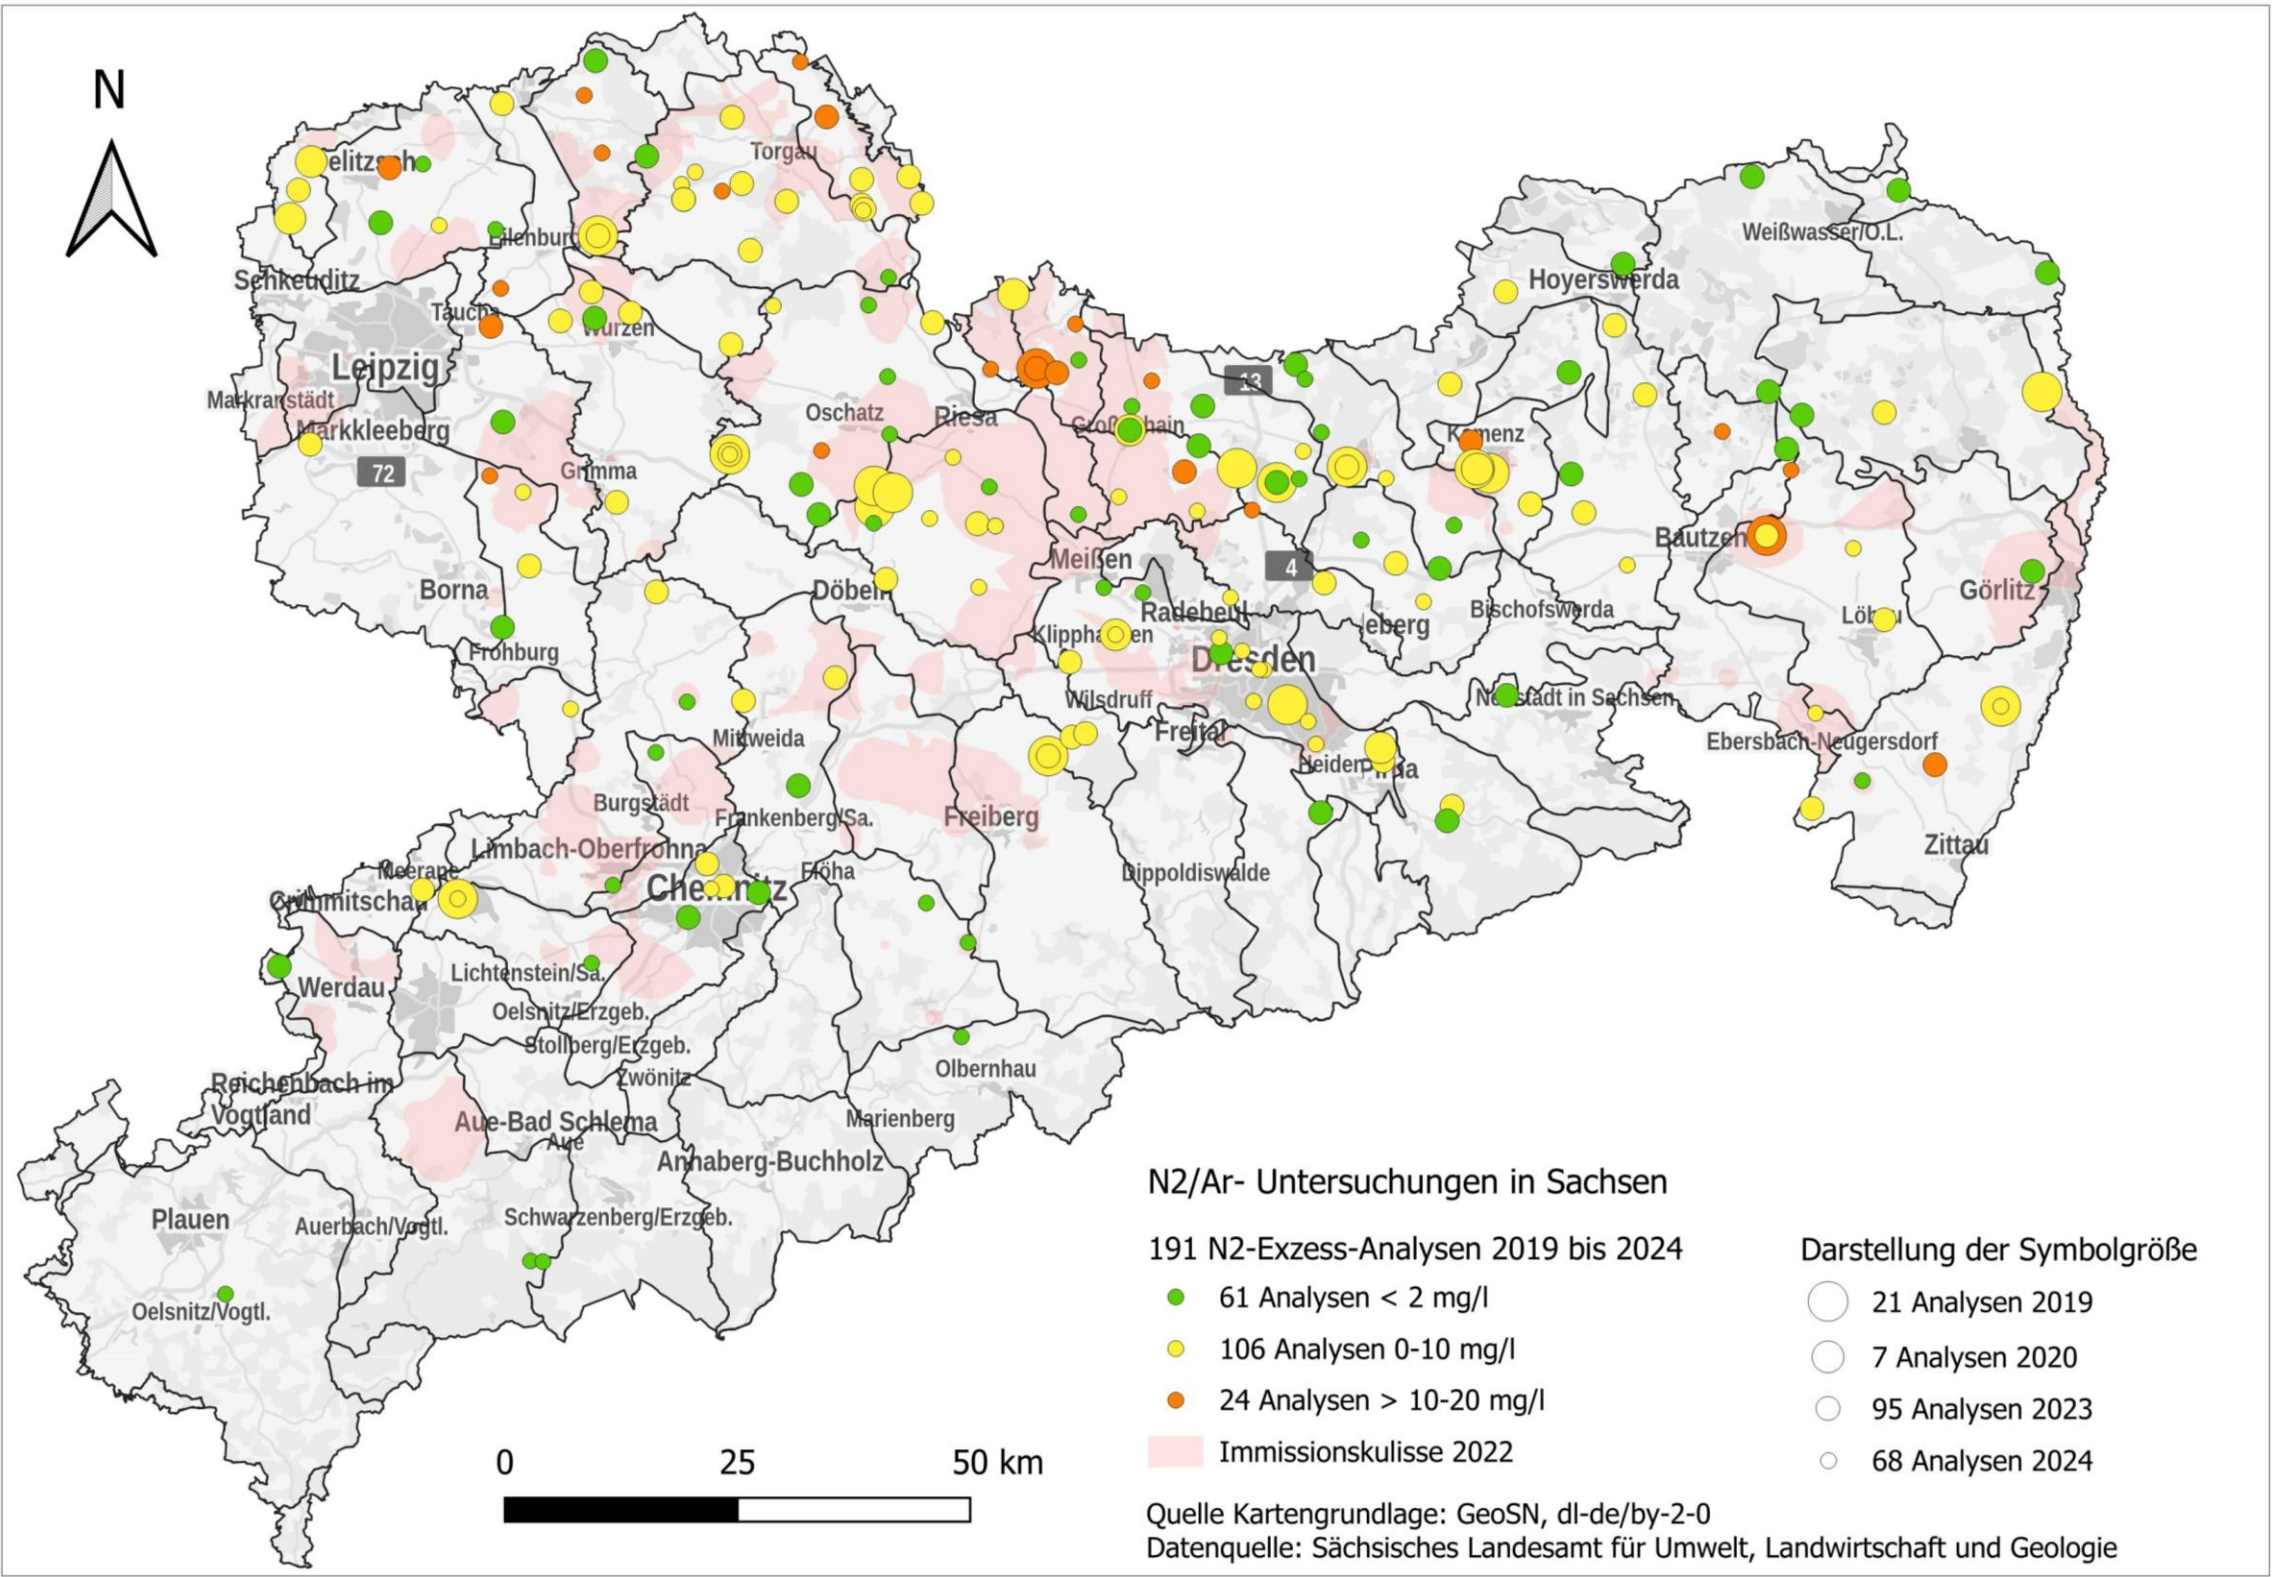 N
elitzsch
Torgau
Eilenburg
Schkeuditz
Taucha
Wurzen
Leipzig
Markranstädt
Markkleeberg
72
Grimma
Oschatz
Riesa
Großenhain
13
Hoyerswerda
Weißwasser/O.L.
Kamenz
Bautzen
Görlitz
Löbau
Borna
Frohburg
Döbeln
Meißen
4
Radebeul
Klipphausen
eberg
Bischofswerda
Dresden
Wilsdruff
Freital
Neustadt in Sachsen
Heiden
Pirna
Ebersbach-Neugersdorf
Zittau
Mittweida
Burgstädt
Frankenberg/Sa.
Freiberg
Limbach-Oberfrohna
Meerane
Crimmitschau
Chemnitz
Flöha
Dippoldiswalde
Werdau
Lichtenstein/Sa.
Oelsnitz/Erzgeb.
Stollberg/Erzgeb.
Zwönitz
Olbernhau
Reichenbach im
Vogtland
Aue-Bad Schlema
Aue
Marienberg
Annaberg-Buchholz
Plauen
Auerbach/Vogtl.
Schwarzenberg/Erzgeb.
Oelsnitz/Vogtl.
N2/Ar- Untersuchungen in Sachsen
191 N2-Exzess-Analysen 2019 bis 2024
61 Analysen < 2 mg/l
106 Analysen 0-10 mg/l
24 Analysen > 10-20 mg/l
Immissionskulisse 2022
Darstellung der Symbolgröße
21 Analysen 2019
7 Analysen 2020
95 Analysen 2023
68 Analysen 2024
0 25 50 km
Quelle Kartengrundlage: GeoSN, dl-de/by-2-0
Datenquelle: Sächsisches Landesamt für Umwelt, Landwirtschaft und Geologie